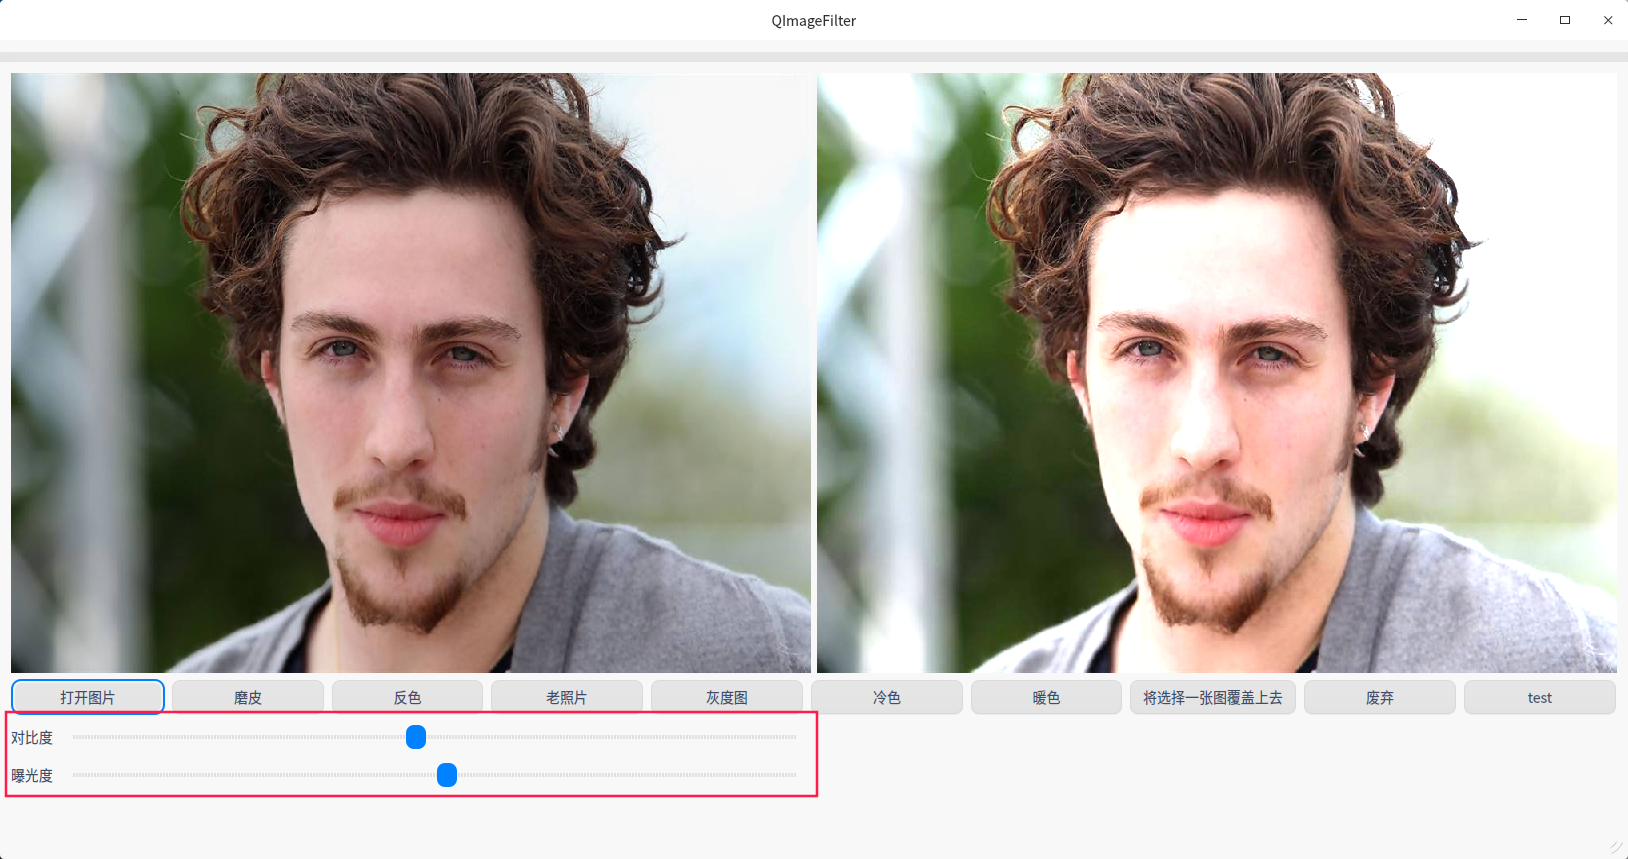 QImageFilter
打开图片 磨皮 反色 老照片 灰度图 冷色 暖色 将选择一张图覆盖上去 废弃 test
对比度
曝光度